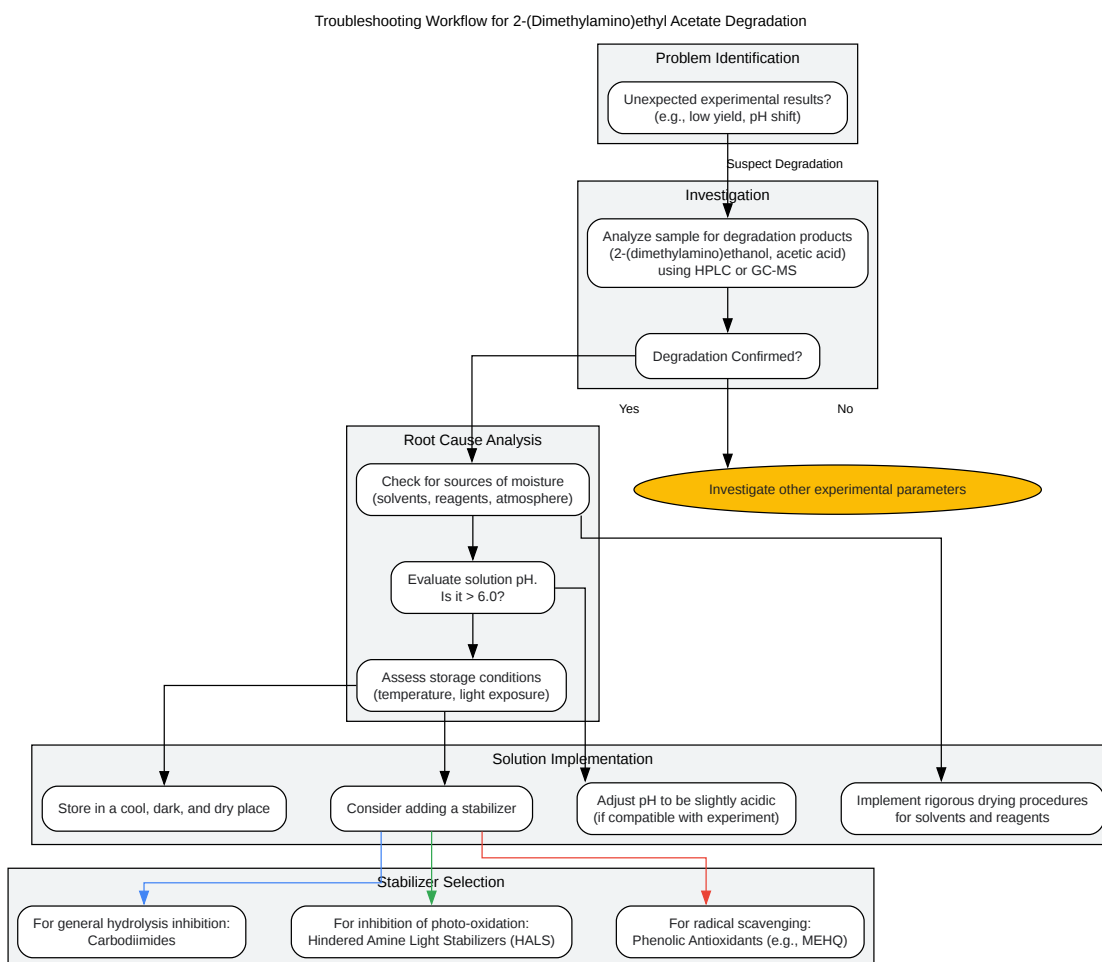 Troubleshooting Workflow for 2-(Dimethylamino)ethyl Acetate Degradation
Problem Identification
Unexpected experimental results?
(e.g., low yield, pH shift)
Suspect Degradation
Investigation
Analyze sample for degradation products
(2-(dimethylamino)ethanol, acetic acid)
using HPLC or GC-MS
Degradation Confirmed?
Yes
No
Root Cause Analysis
Check for sources of moisture
(solvents, reagents, atmosphere)
Investigate other experimental parameters
Evaluate solution pH.
Is it > 6.0?
Assess storage conditions
(temperature, light exposure)
Solution Implementation
Store in a cool, dark, and dry place
Consider adding a stabilizer
Adjust pH to be slightly acidic
(if compatible with experiment)
Implement rigorous drying procedures
for solvents and reagents
Stabilizer Selection
For general hydrolysis inhibition:
Carbodiimides
For inhibition of photo-oxidation:
Hindered Amine Light Stabilizers (HALS)
For radical scavenging:
Phenolic Antioxidants (e.g., MEHQ)